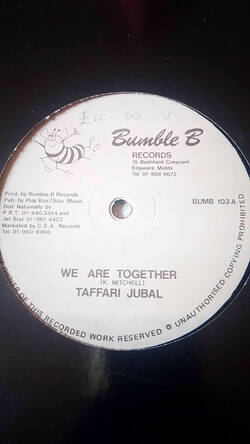 £4-00
Bumble B
RECORDS
15 Bushfield Crescent
Edgware Middx
Tel 01-958 9672
Prod. by Bumble B Records
Pub. by Play Box/Saar Music
Dist Nationally by
P.R.T. 01-640 3344 and
Jet Star 01-961 4422
Marketed by C S A Records
Tel 01-960 8466
BUMB 103 A
WE ARE TOGETHER
(K. MITCHELL)
TAFFARI JUBAL
OF THIS RECORDED WORK RESERVED ● UNAUTHORISED COPYING PROHIBITED